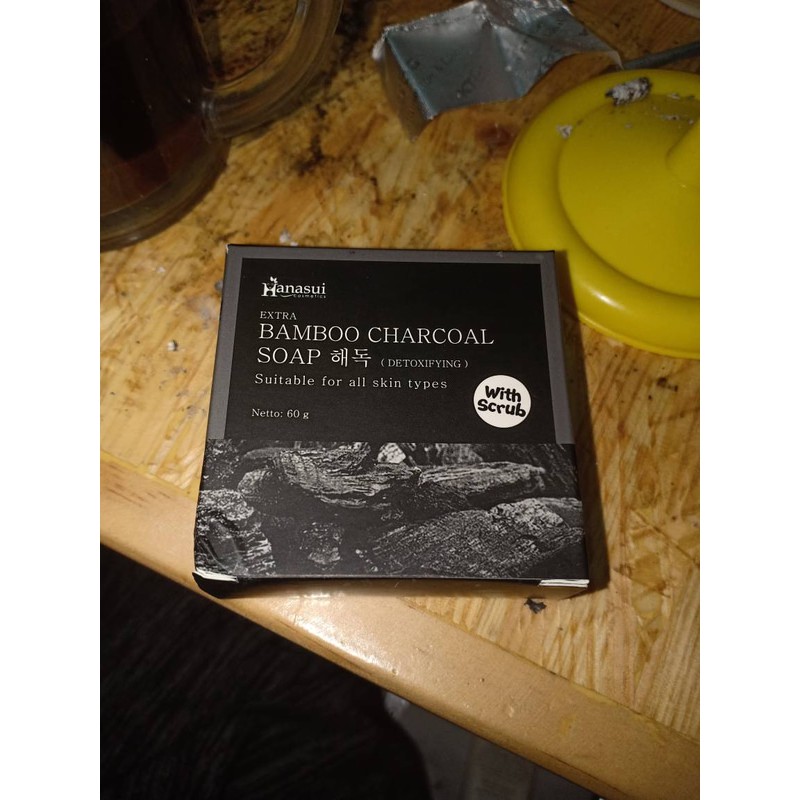 Hanasui
Cosmetics
EXTRA
BAMBOO CHARCOAL
SOAP 해독 ( DETOXIFYING )
Suitable for all skin types
With
Scrub
Netto: 60 g